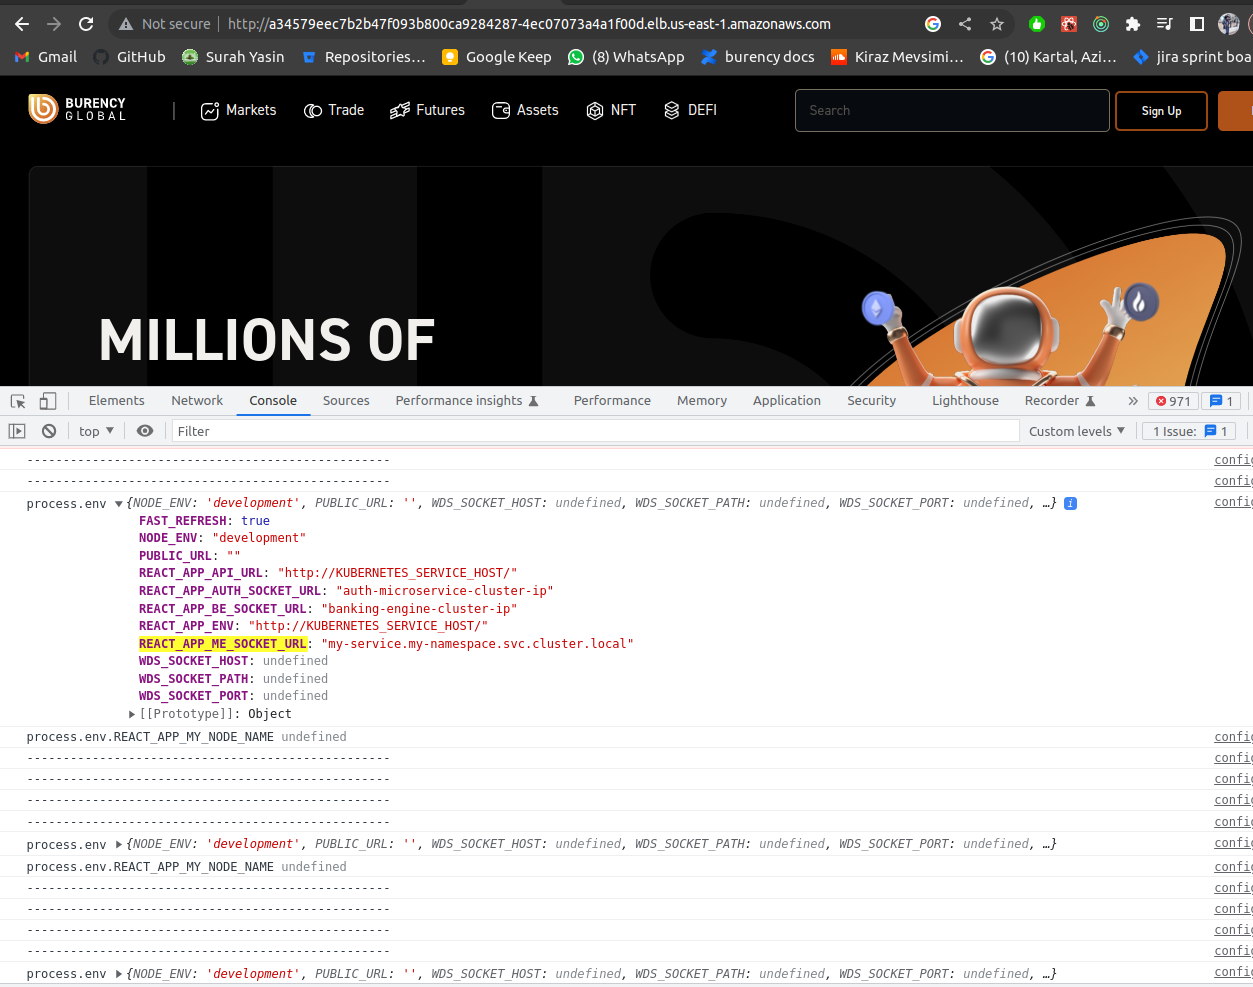 Not secure | http://a34579eec7b2b47f093b800ca9284287-4ec07073a4a1f00d.elb.us-east-1.amazonaws.com
Gmail GitHub Surah Yasin Repositories... Google Keep (8) WhatsApp burency docs Kiraz Mevsimi... (10) Kartal, Azi... jira sprint boa
BURENCY GLOBAL | Markets Trade Futures Assets NFT DEFI Search Sign Up
MILLIONS OF
Elements Network Console Sources Performance insights Performance Memory Application Security Lighthouse Recorder » 971 1
top ▼ Filter Custom levels ▼ 1 Issue: 1
-------------------------------------------------- config
-------------------------------------------------- config
process.env ▼{NODE_ENV: 'development', PUBLIC_URL: '', WDS_SOCKET_HOST: undefined, WDS_SOCKET_PATH: undefined, WDS_SOCKET_PORT: undefined, …} i config
FAST_REFRESH: true
NODE_ENV: "development"
PUBLIC_URL: ""
REACT_APP_API_URL: "http://KUBERNETES_SERVICE_HOST/"
REACT_APP_AUTH_SOCKET_URL: "auth-microservice-cluster-ip"
REACT_APP_BE_SOCKET_URL: "banking-engine-cluster-ip"
REACT_APP_ENV: "http://KUBERNETES_SERVICE_HOST/"
REACT_APP_ME_SOCKET_URL: "my-service.my-namespace.svc.cluster.local"
WDS_SOCKET_HOST: undefined
WDS_SOCKET_PATH: undefined
WDS_SOCKET_PORT: undefined
▶[[Prototype]]: Object
process.env.REACT_APP_MY_NODE_NAME undefined config
-------------------------------------------------- config
-------------------------------------------------- config
-------------------------------------------------- config
-------------------------------------------------- config
process.env ▶{NODE_ENV: 'development', PUBLIC_URL: '', WDS_SOCKET_HOST: undefined, WDS_SOCKET_PATH: undefined, WDS_SOCKET_PORT: undefined, …} config
process.env.REACT_APP_MY_NODE_NAME undefined config
-------------------------------------------------- config
-------------------------------------------------- config
-------------------------------------------------- config
-------------------------------------------------- config
process.env ▶{NODE_ENV: 'development', PUBLIC_URL: '', WDS_SOCKET_HOST: undefined, WDS_SOCKET_PATH: undefined, WDS_SOCKET_PORT: undefined, …} config